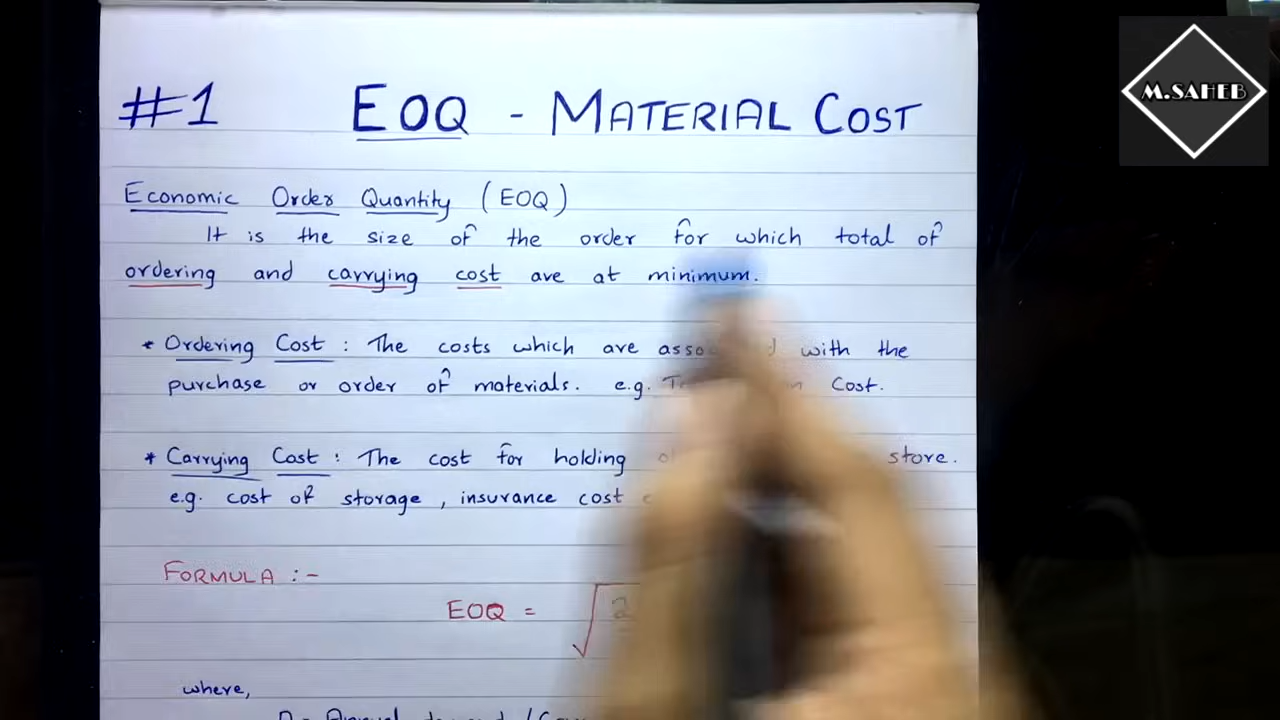 #1 EOQ - MATERIAL COST
M.SAHEB
Economic Order Quantity (EOQ)
It is the size of the order for which total of
ordering and carrying cost are at minimum.
* Ordering Cost : The costs which are with the
purchase or order of materials. e.g. Cost.
* Carrying Cost : The cost for holding store.
e.g. cost of storage , insurance cost
FORMULA :-
EOQ = √2
where,